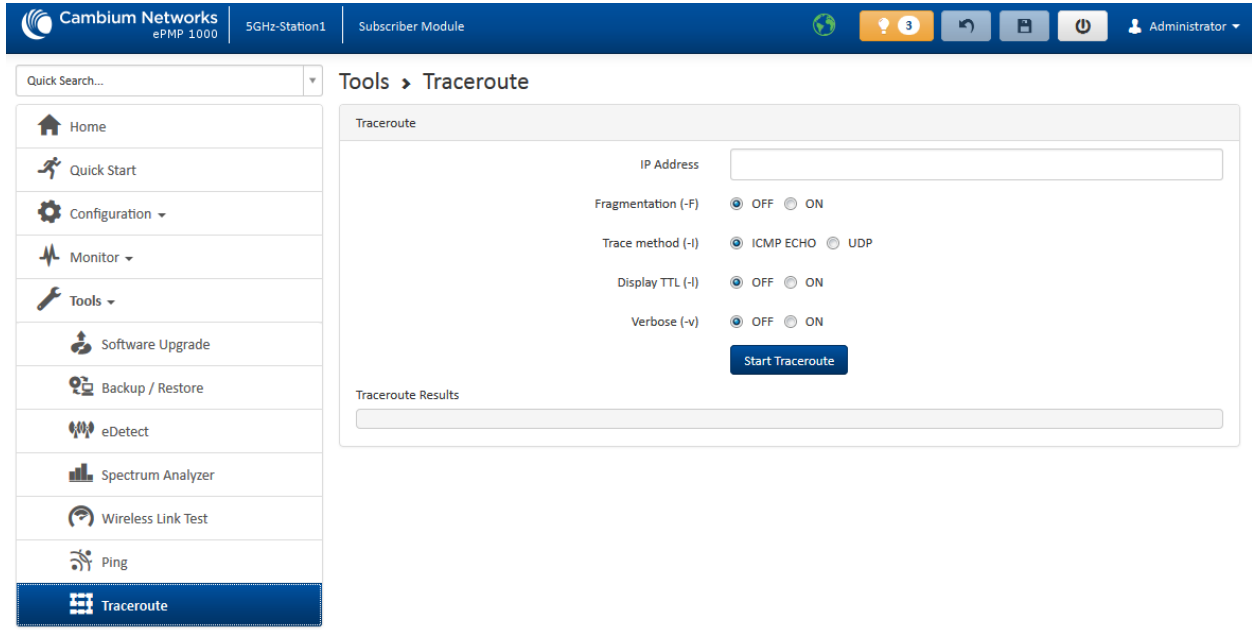 Cambium Networks
ePMP 1000
5GHz-Station1
Subscriber Module
3
Administrator
Quick Search...
Tools > Traceroute
Home
Quick Start
Configuration
Monitor
Tools
Software Upgrade
Backup / Restore
eDetect
Spectrum Analyzer
Wireless Link Test
Ping
Traceroute
Traceroute
IP Address
Fragmentation (-F) OFF ON
Trace method (-I) ICMP ECHO UDP
Display TTL (-l) OFF ON
Verbose (-v) OFF ON
Start Traceroute
Traceroute Results